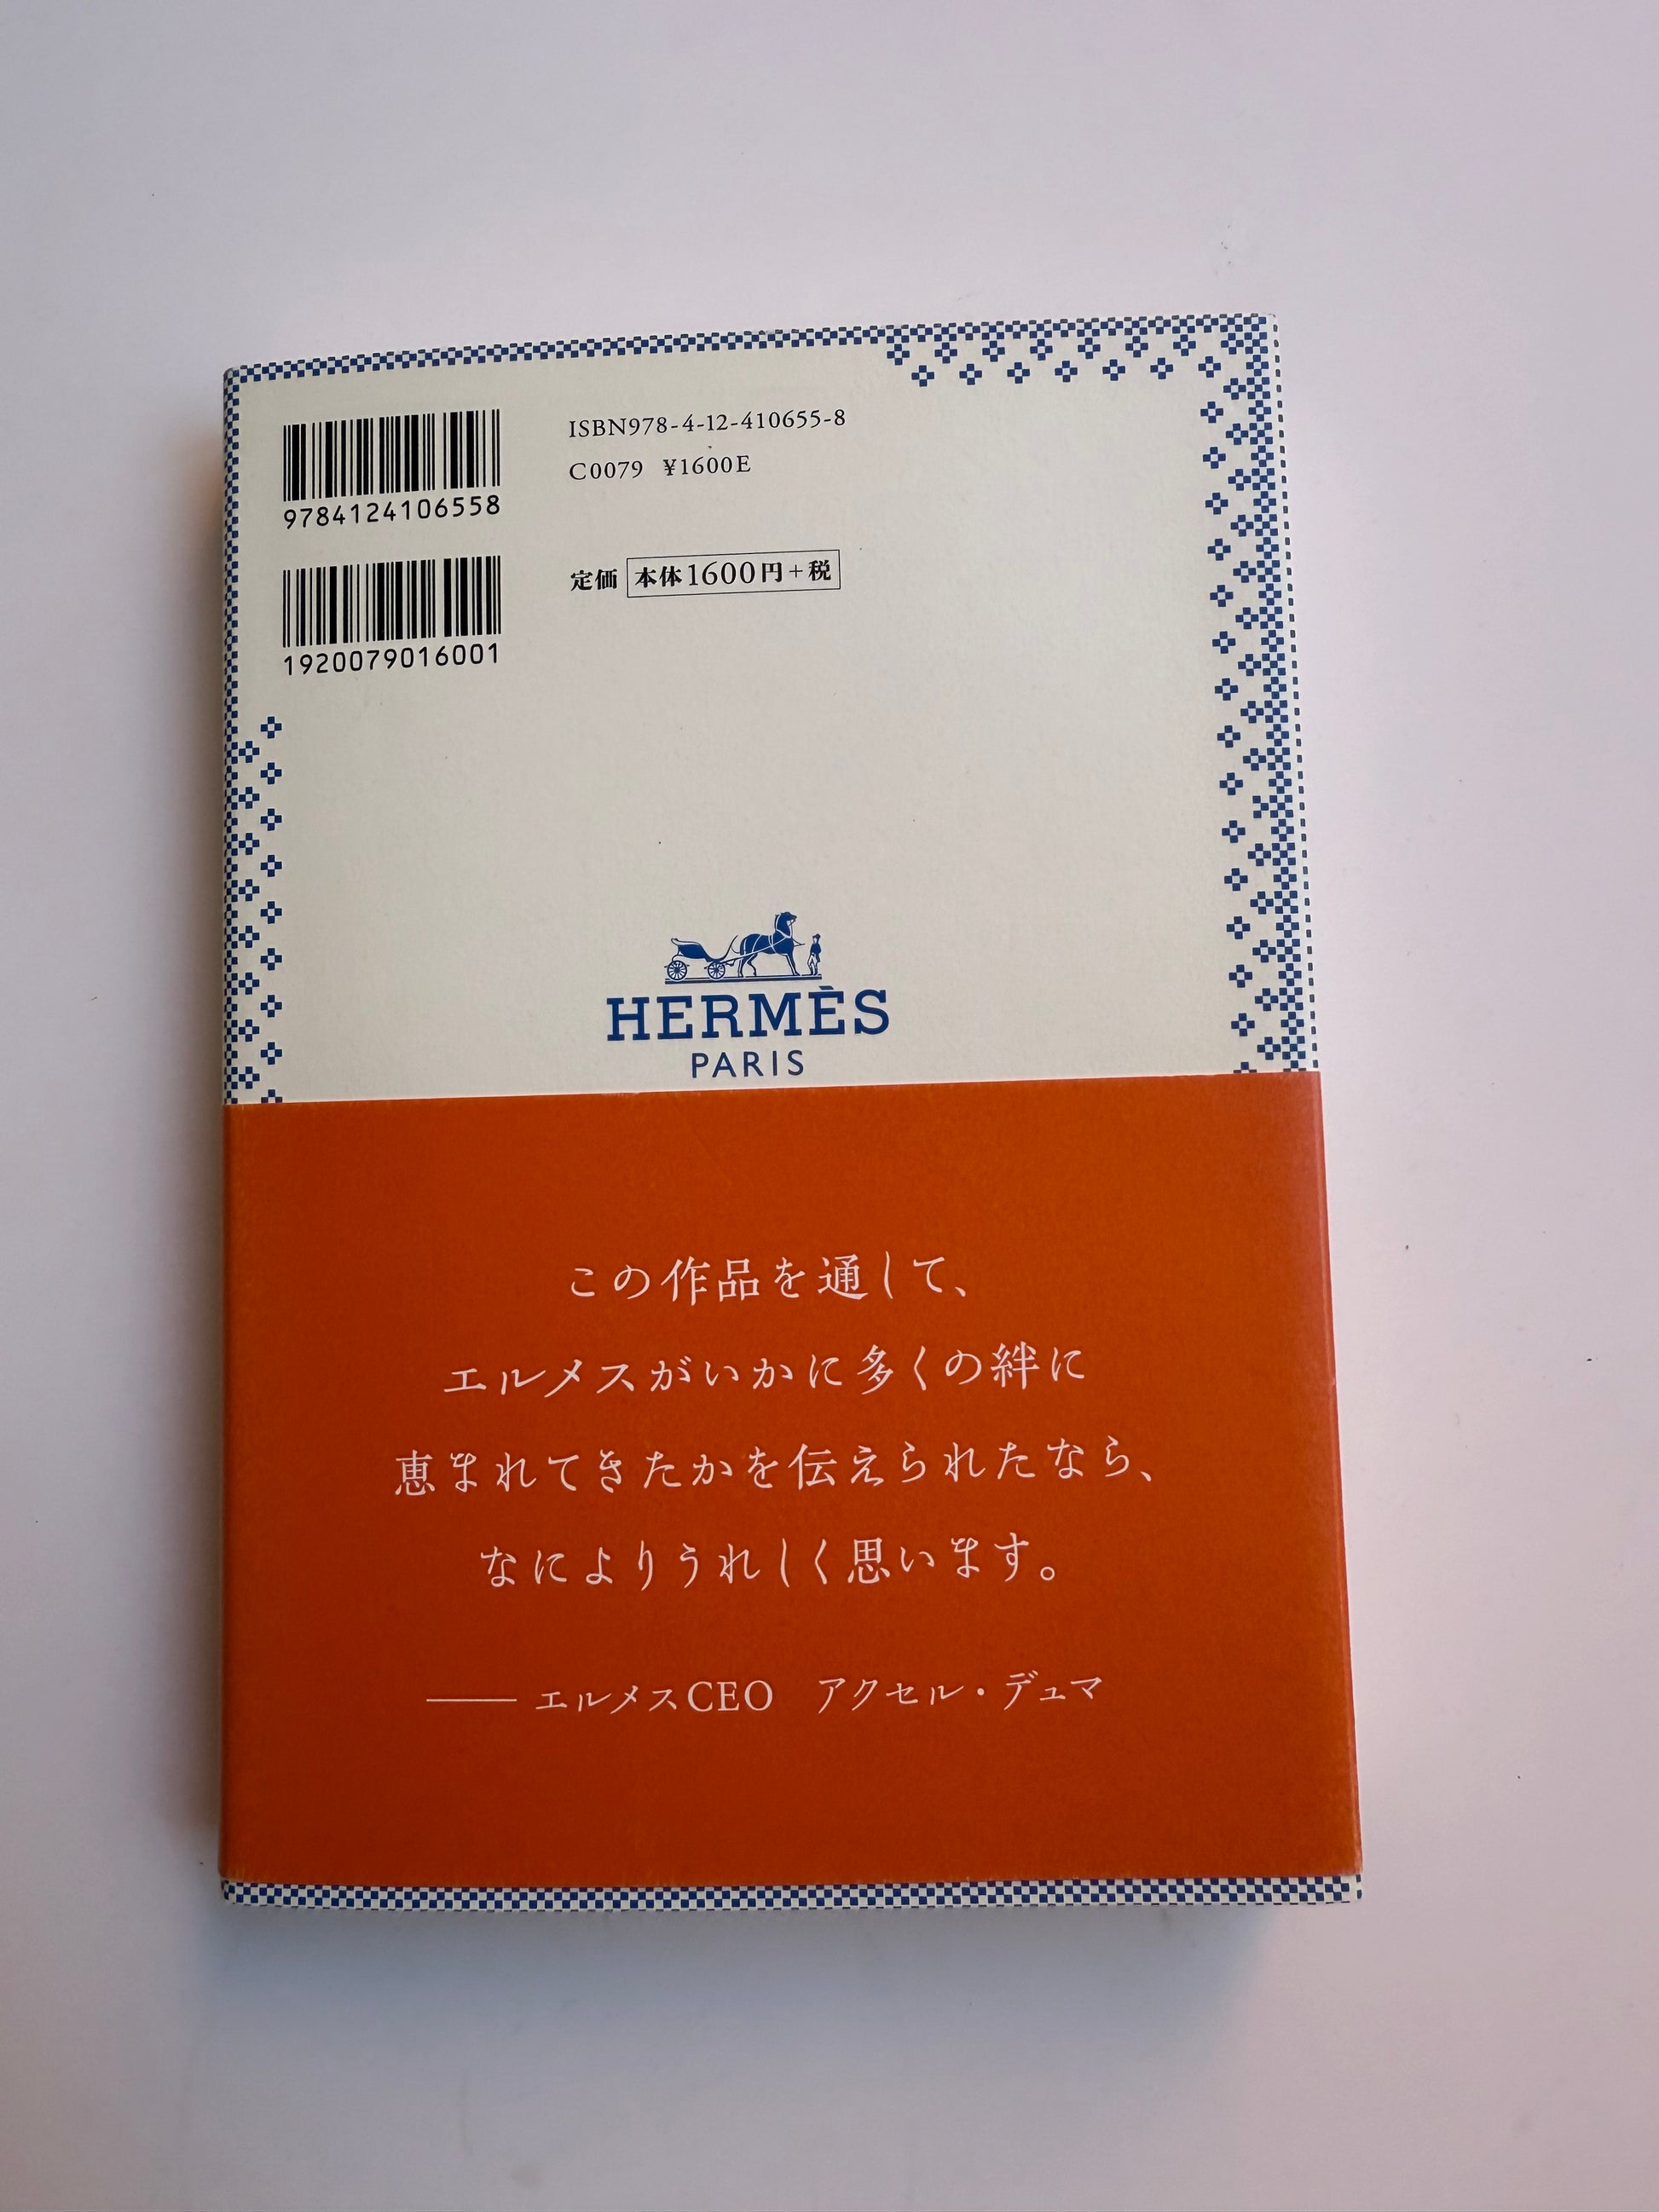 9784124106558
ISBN978-4-12-410655-8
C0079 ¥1600E
1920079016001
定価 本体1600円+税
HERMÈS
PARIS
この作品を通して、
エルメスがいかに多くの絆に
恵まれてきたかを伝えられたなら、
なによりうれしく思います。
——エルメスCEO アクセル・デュマ